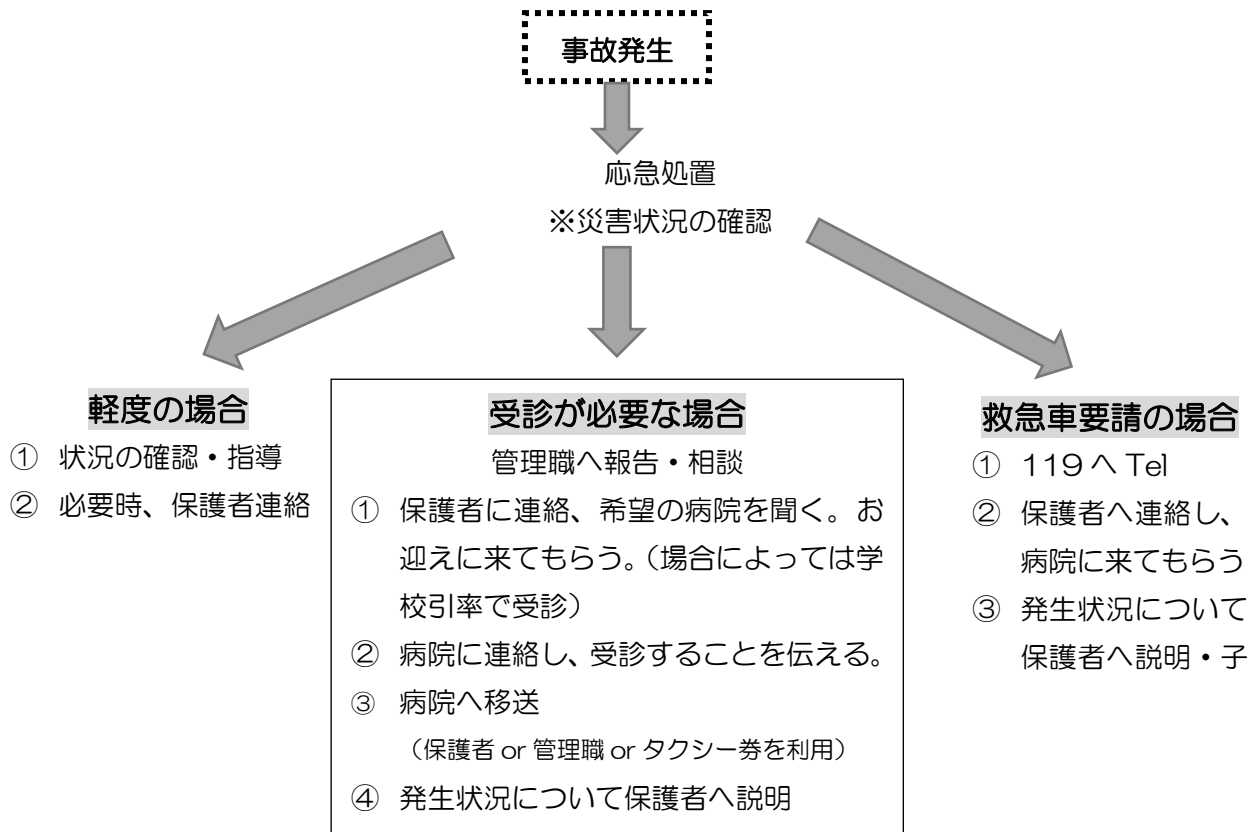 事故発生
応急処置
※災害状況の確認
軽度の場合
① 状況の確認・指導
② 必要時、保護者連絡
受診が必要な場合
管理職へ報告・相談
① 保護者に連絡、希望の病院を聞く。お
迎えに来てもらう。（場合によっては学
校引率で受診）
② 病院に連絡し、受診することを伝える。
③ 病院へ移送
（保護者 or 管理職 or タクシー券を利用）
④ 発生状況について保護者へ説明
救急車要請の場合
① 119 へ Tel
② 保護者へ連絡し、
病院に来てもらう
③ 発生状況について
保護者へ説明・子